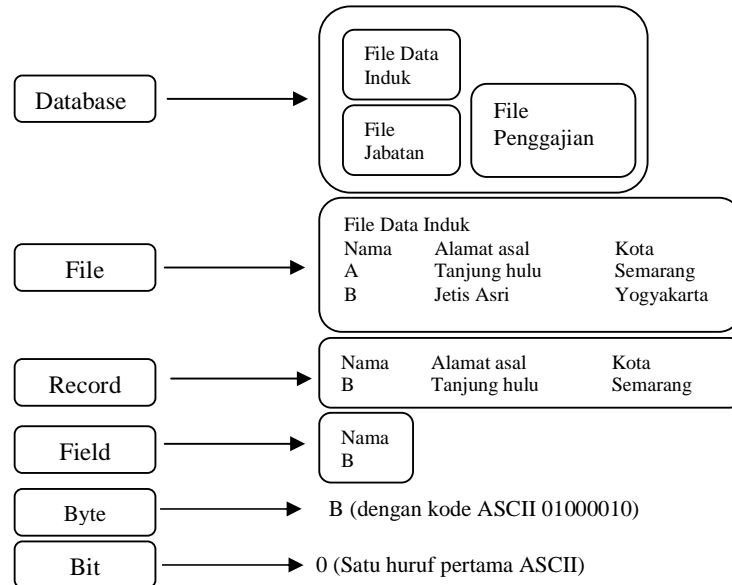 Database
File Data
Induk
File
Jabatan
File
Penggajian
File
File Data Induk
Nama Alamat asal Kota
A Tanjung hulu Semarang
B Jetis Asri Yogyakarta
Record
Nama Alamat asal Kota
B Tanjung hulu Semarang
Field
Nama
B
Byte
B (dengan kode ASCII 01000010)
Bit
0 (Satu huruf pertama ASCII)